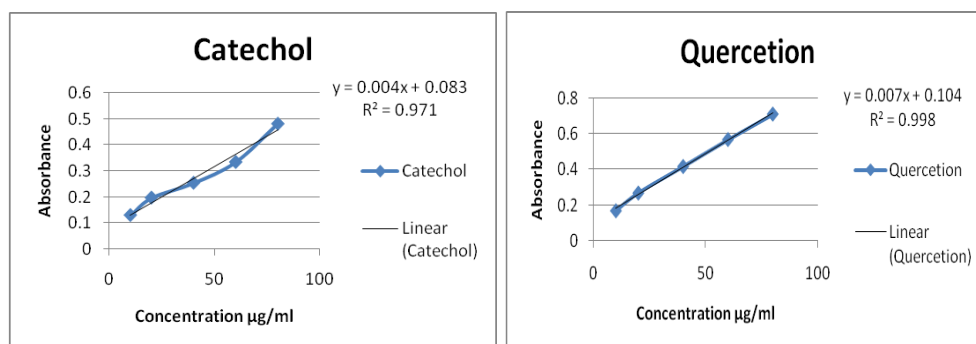 Catechol
y = 0.004x + 0.083
R² = 0.971
0.6
0.5
0.4
0.3
0.2
0.1
0
Absorbance
0
50
100
Concentration µg/ml
Catechol
Linear
(Catechol)
Quercetion
y = 0.007x + 0.104
R² = 0.998
0.8
0.6
0.4
0.2
0
Absorbance
0
50
100
Concentration µg/ml
Quercetion
Linear
(Quercetion)